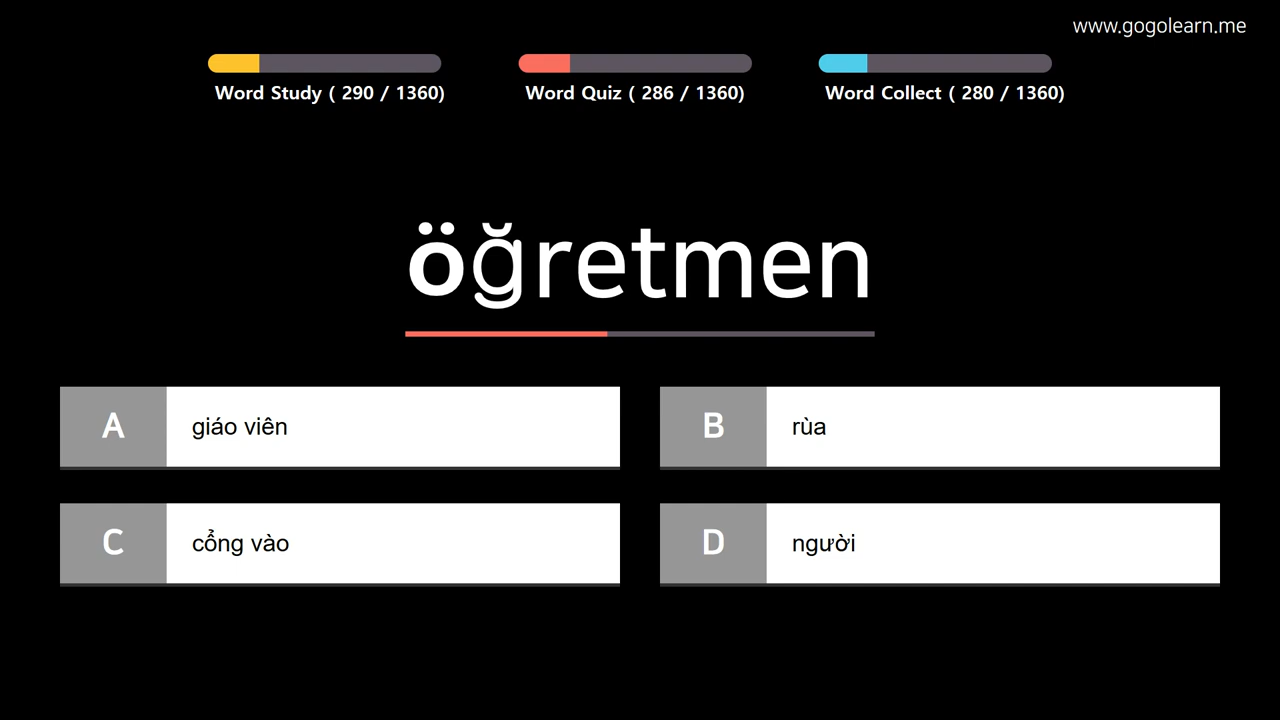 www.gogolearn.me
Word Study ( 290 / 1360)
Word Quiz ( 286 / 1360)
Word Collect ( 280 / 1360)
öğretmen
A
giáo viên
B
rùa
C
cổng vào
D
người